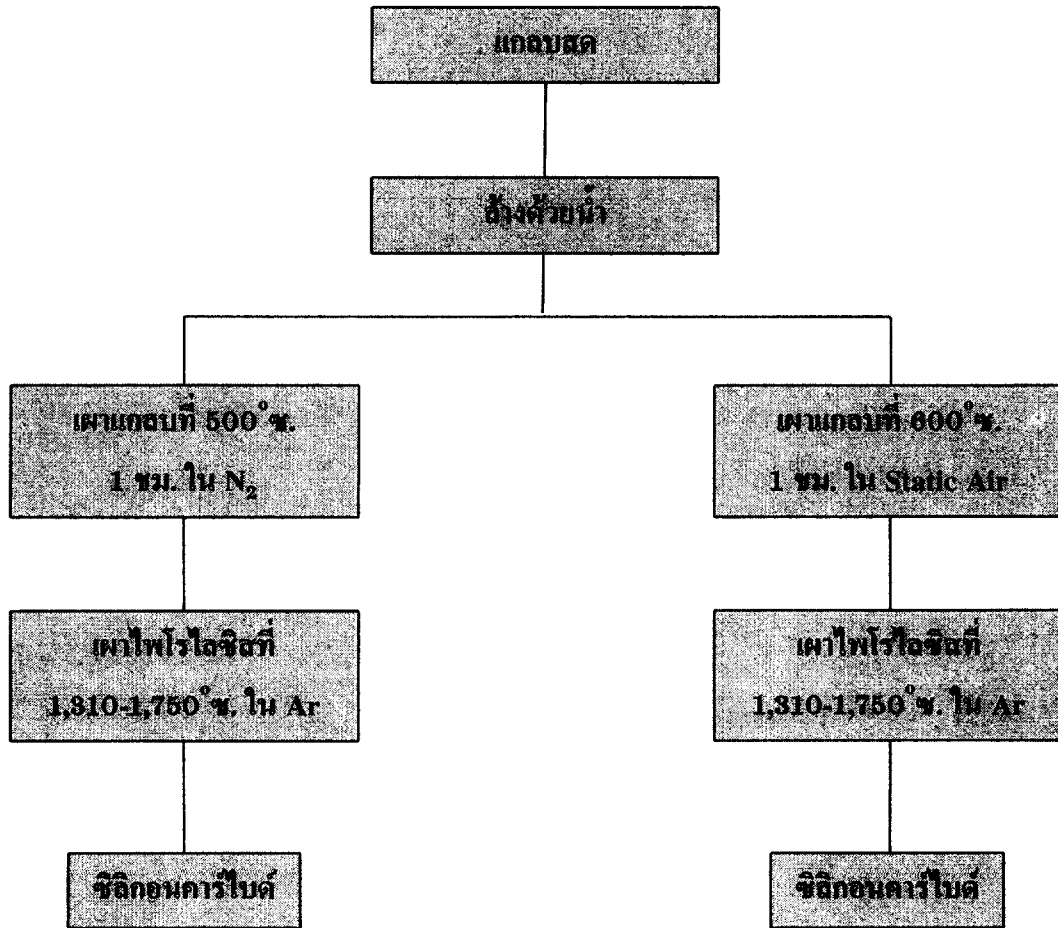 แกลบสด
ล้างด้วยน้ำ
เผาแกลบที่ 500°ซ.
1 ชม. ใน N₂
เผาแกลบที่ 600°ซ.
1 ชม. ใน Static Air
เผาไพโรไลซิสที่
1,310-1,750°ซ. ใน Ar
เผาไพโรไลซิสที่
1,310-1,750°ซ. ใน Ar
ซิลิกอนคาร์ไบด์
ซิลิกอนคาร์ไบด์